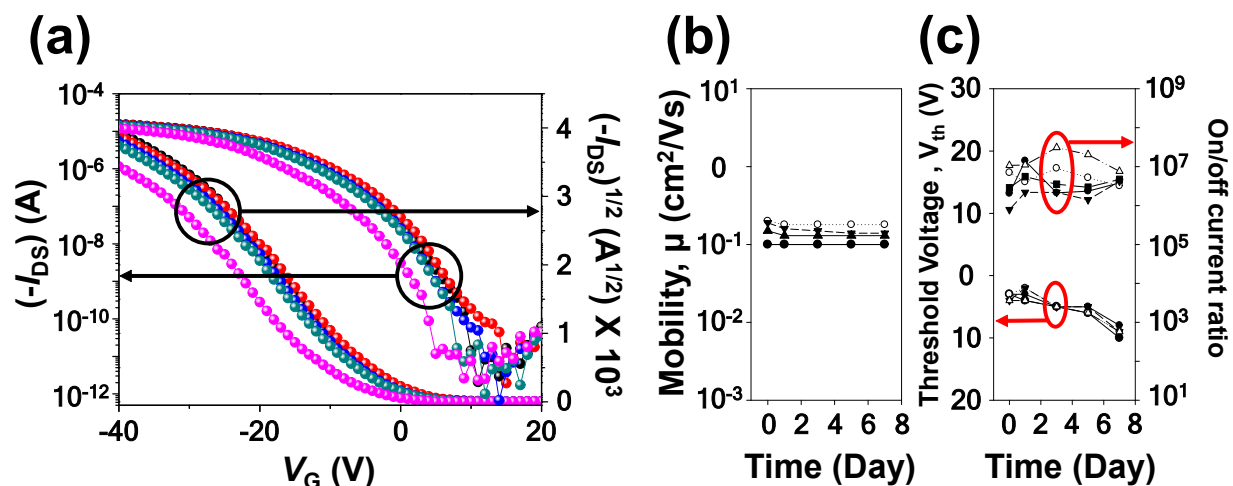 (a)
10-4
10-6
10-8
10-10
10-12
(-IDS) (A)
-40 -20 0 20
VG (V)
4
3
2
1
0
(-IDS)1/2 (A1/2) X 103
(b)
101
0
10-1
10-2
10-3
Mobility, μ (cm2/Vs)
0 2 4 6 8
Time (Day)
(c)
30
20
10
0
10
20
Threshold Voltage , Vth (V)
0 2 4 6 8
Time (Day)
109
107
105
103
101
On/off current ratio